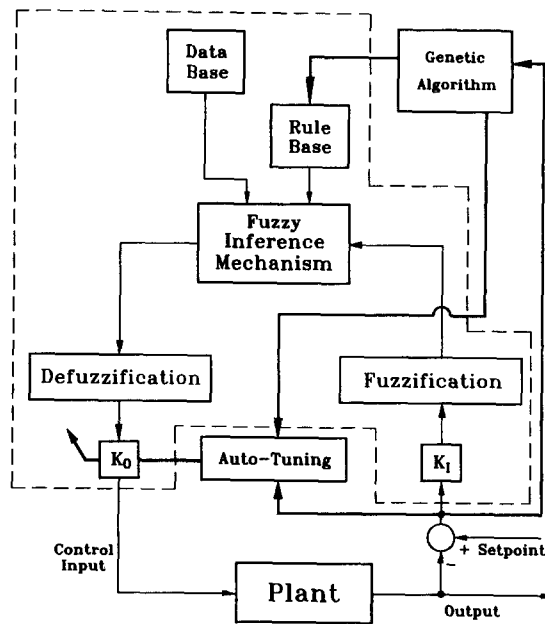 Data
Base
Genetic
Algorithm
Rule
Base
Fuzzy
Inference
Mechanism
Defuzzification
Fuzzification
K₀
Auto-Tuning
K_I
Control
Input
+ Setpoint
-
Plant
Output